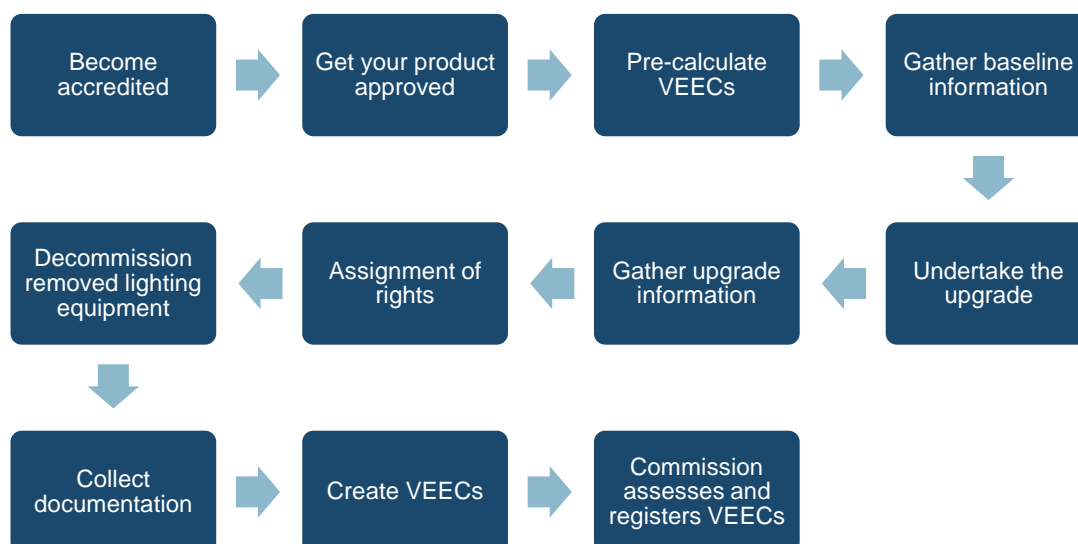 Become
accredited
Get your product
approved
Pre-calculate
VEECs
Gather baseline
information
Undertake the
upgrade
Gather upgrade
information
Assignment of
rights
Decommission
removed lighting
equipment
Collect
documentation
Create VEECs
Commission
assesses and
registers VEECs